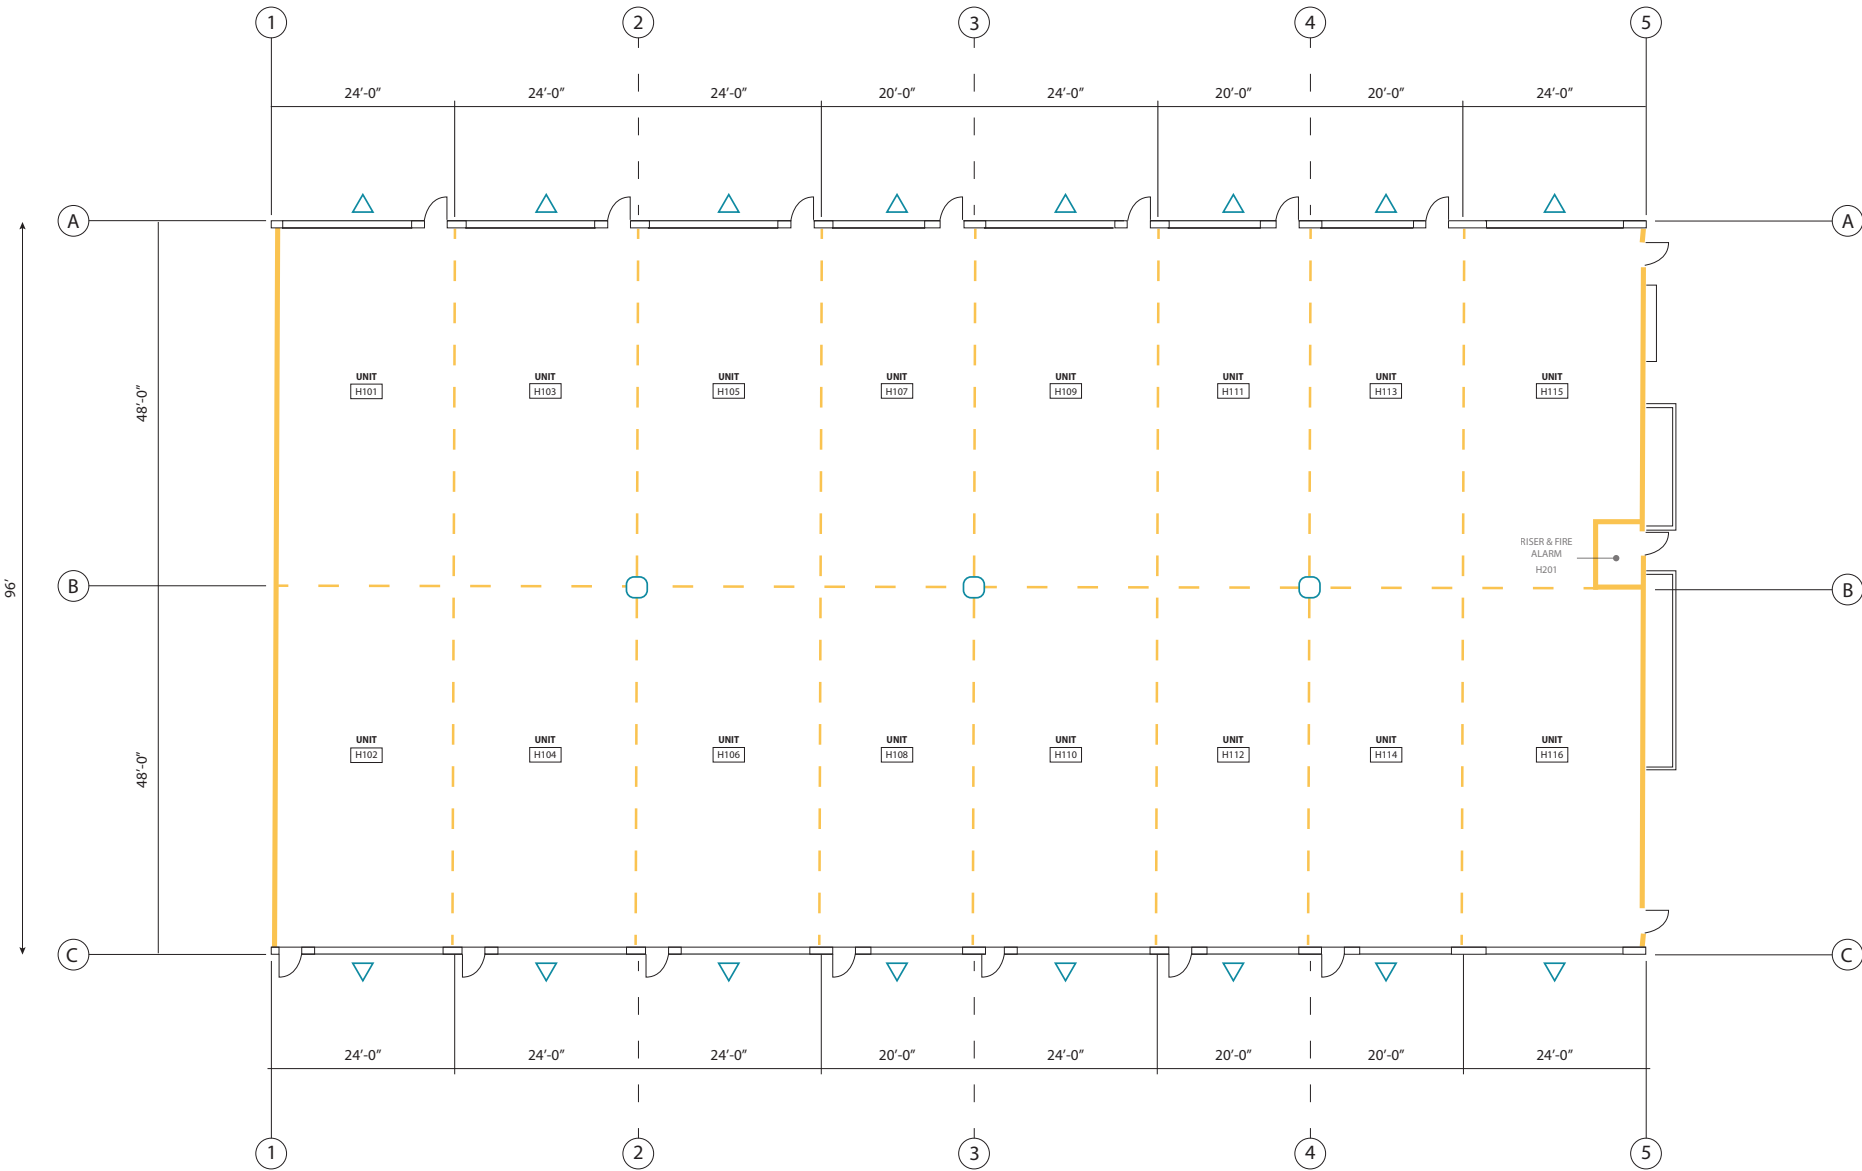 1 2 3 4 5
24'-0" 24'-0" 24'-0" 20'-0" 24'-0" 20'-0" 20'-0" 24'-0"
A A
UNIT UNIT UNIT UNIT UNIT UNIT UNIT UNIT
H101 H103 H105 H107 H109 H111 H113 H115
48'-0"
RISER & FIRE
ALARM
H201
96'
B B
UNIT UNIT UNIT UNIT UNIT UNIT UNIT UNIT
H102 H104 H106 H108 H110 H112 H114 H116
48'-0"
C C
24'-0" 24'-0" 24'-0" 20'-0" 24'-0" 20'-0" 20'-0" 24'-0"
1 2 3 4 5